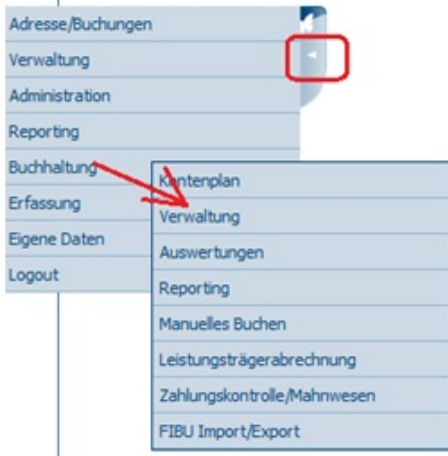 Adresse/Buchungen
Verwaltung
Administration
Reporting
Buchhaltung
Erfassung
Eigene Daten
Logout
Kontenplan
Verwaltung
Auswertungen
Reporting
Manuelles Buchen
Leistungsträgerabrechnung
Zahlungskontrolle/Mahnwesen
FIBU Import/Export